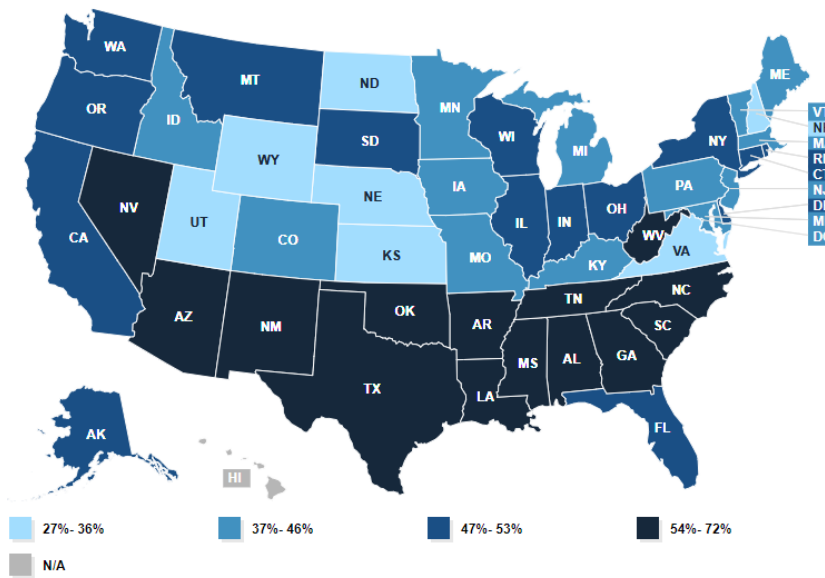 WA
MT
ND
MN
ME
OR
ID
SD
WI
MI
NY
VT
WY
NE
IA
PA
CT
NV
UT
CO
KS
MO
IL
IN
OH
WV
VA
KY
CA
AZ
NM
OK
AR
TN
NC
SC
TX
LA
MS
AL
GA
FL
AK
HI
27%- 36%
37%- 46%
47%- 53%
54%- 72%
N/A